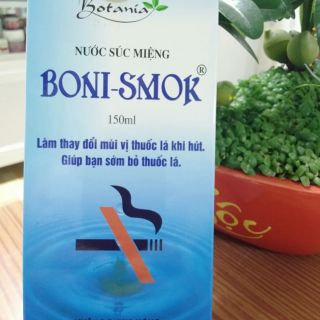 Botania
NƯỚC SÚC MIỆNG
BONI-SMOK®
150ml
Làm thay đổi mùi vị thuốc lá khi hút.
Giúp bạn sớm bỏ thuốc lá.
Lộc